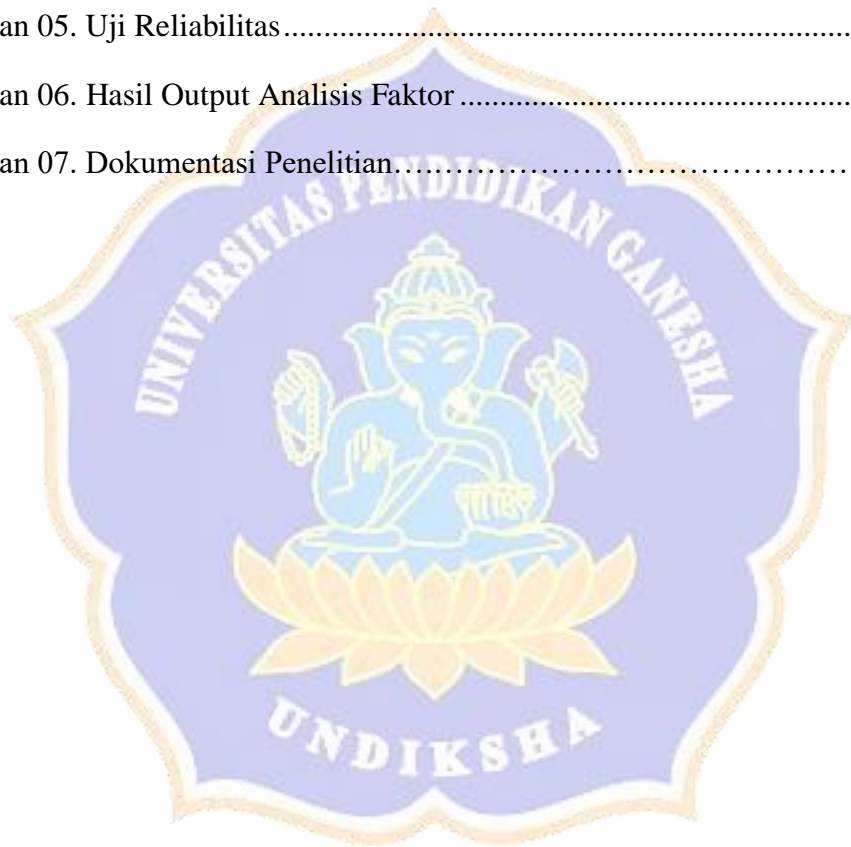 an 05. Uji Reliabilitas......................................................................
an 06. Hasil Output Analisis Faktor ................................................
an 07. Dokumentasi Penelitian….……………………………………
UNIVERSITAS PENDIDIKAN GANESHA
UNDIKSHA